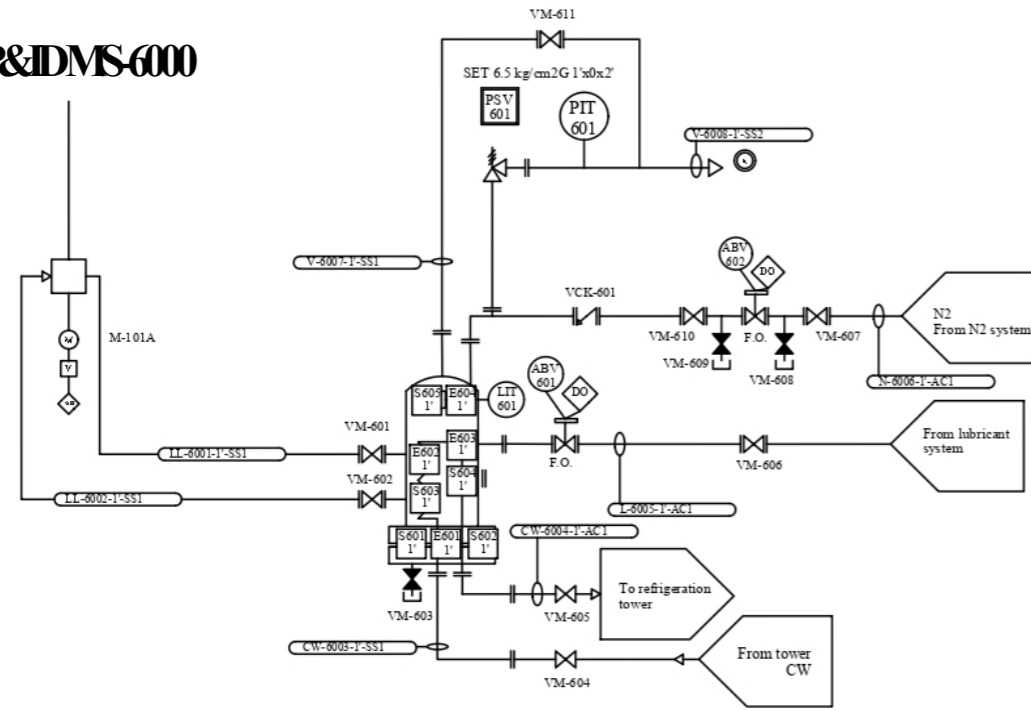 VM-611
P&IDMS-6000
SET 6.5 kg/cm2G 1'x0x2'
PSV
601
PIT
601
V-6008-1'-SS2
V-6007-1'-SS1
ABV
602
DO
VCK-601
N2
From N2 system
M-101A
VM-610
F.O.
VM-607
VM-609
VM-608
N-6006-1'-AC1
S605
1'
E604
1'
LIT
601
ABV
601
DO
VM-601
E603
1'
From lubricant
system
LL-6001-1'-SS1
E602
1'
F.O.
VM-606
VM-602
S604
1'
LL-6002-1'-SS1
S603
1'
L-6005-1'-AC1
CW-6004-1'-AC1
S601
1'
E601
1'
S602
1'
To refrigeration
tower
VM-603
VM-605
CW-6003-1'-SS1
From tower
CW
VM-604